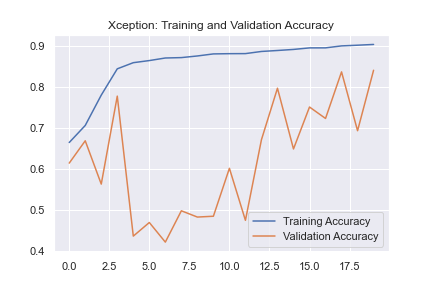 Xception: Training and Validation Accuracy
0.9
0.8
0.7
0.6
0.5
0.4
Training Accuracy
Validation Accuracy
0.0 2.5 5.0 7.5 10.0 12.5 15.0 17.5